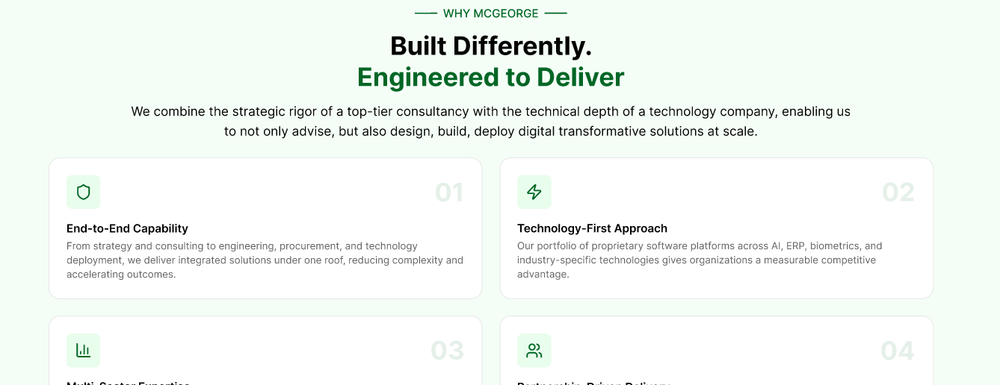 WHY MCGEORGE
Built Differently.
Engineered to Deliver
We combine the strategic rigor of a top-tier consultancy with the technical depth of a technology company, enabling us
to not only advise, but also design, build, deploy digital transformative solutions at scale.
01
End-to-End Capability
From strategy and consulting to engineering, procurement, and technology
deployment, we deliver integrated solutions under one roof, reducing complexity and
accelerating outcomes.
02
Technology-First Approach
Our portfolio of proprietary software platforms across AI, ERP, biometrics, and
industry-specific technologies gives organizations a measurable competitive
advantage.
03
Multi-Sector Expertise
04
Partnership-Driven Delivery